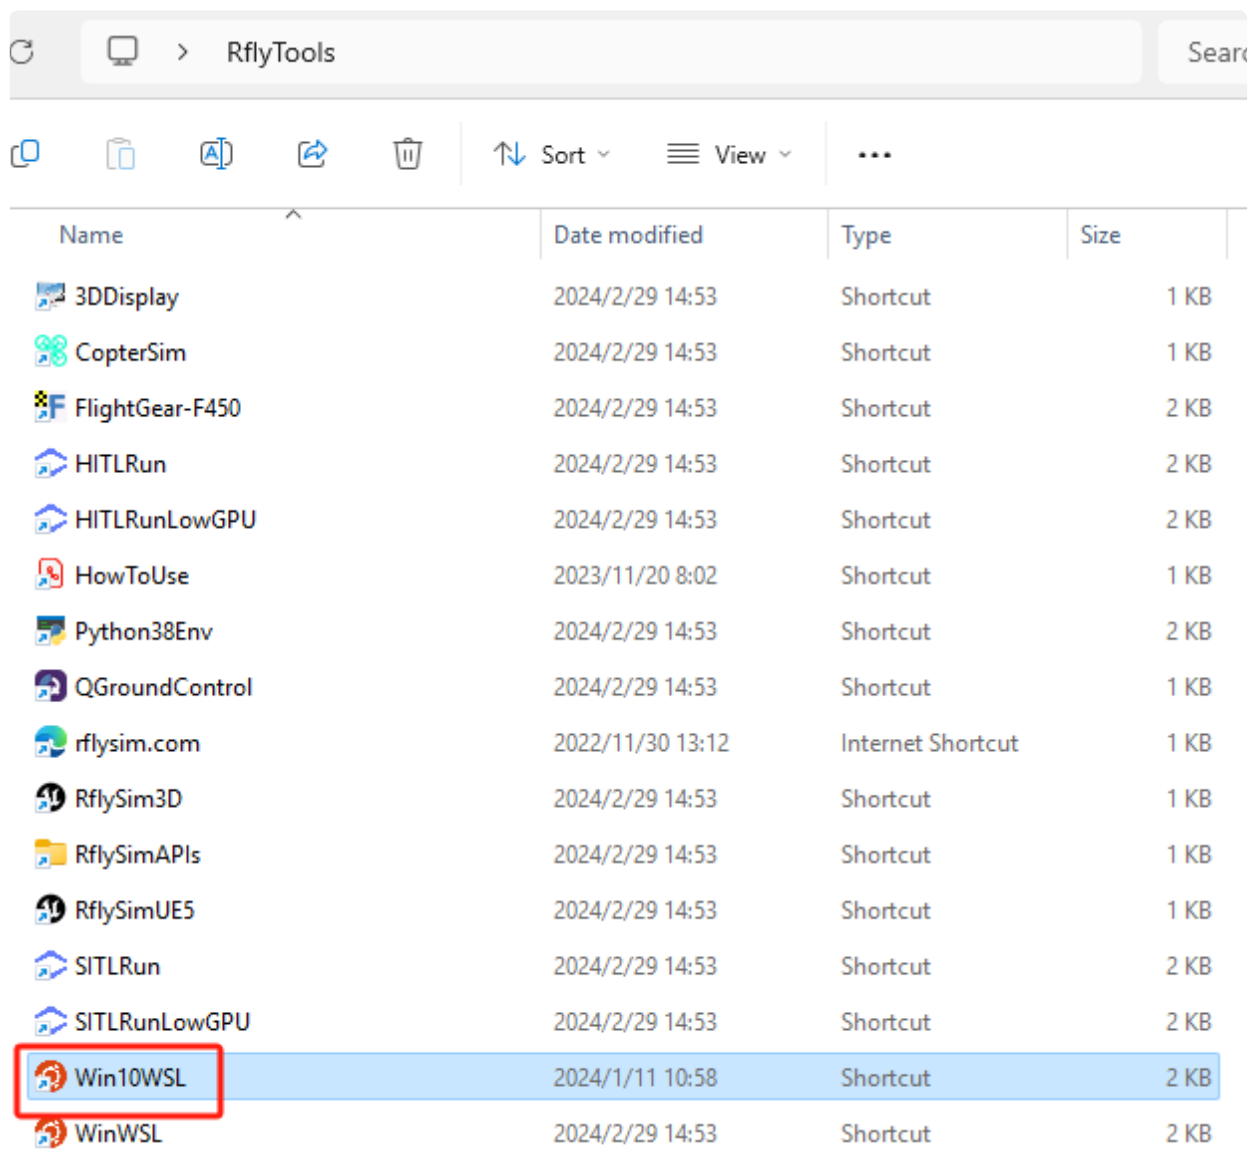 RflyTools
Sort View
Name Date modified Type Size
3DDisplay 2024/2/29 14:53 Shortcut 1 KB
CopterSim 2024/2/29 14:53 Shortcut 1 KB
FlightGear-F450 2024/2/29 14:53 Shortcut 2 KB
HITLRun 2024/2/29 14:53 Shortcut 2 KB
HITLRunLowGPU 2024/2/29 14:53 Shortcut 2 KB
HowToUse 2023/11/20 8:02 Shortcut 1 KB
Python38Env 2024/2/29 14:53 Shortcut 2 KB
QGroundControl 2024/2/29 14:53 Shortcut 1 KB
rflysim.com 2022/11/30 13:12 Internet Shortcut 1 KB
RflySim3D 2024/2/29 14:53 Shortcut 1 KB
RflySimAPIs 2024/2/29 14:53 Shortcut 1 KB
RflySimUE5 2024/2/29 14:53 Shortcut 1 KB
SITLRun 2024/2/29 14:53 Shortcut 2 KB
SITLRunLowGPU 2024/2/29 14:53 Shortcut 2 KB
Win10WSL 2024/1/11 10:58 Shortcut 2 KB
WinWSL 2024/2/29 14:53 Shortcut 2 KB